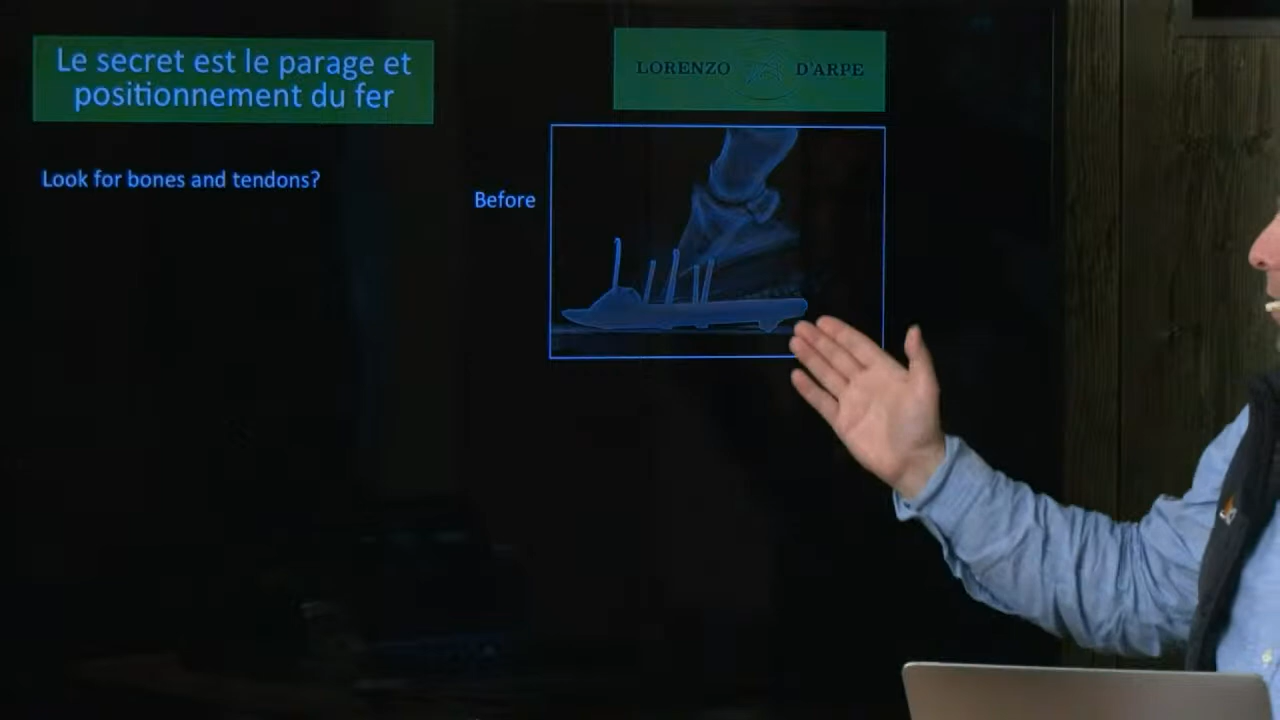 Le secret est le parage et
positionnement du fer
LORENZO D'ARPE
Look for bones and tendons?
Before